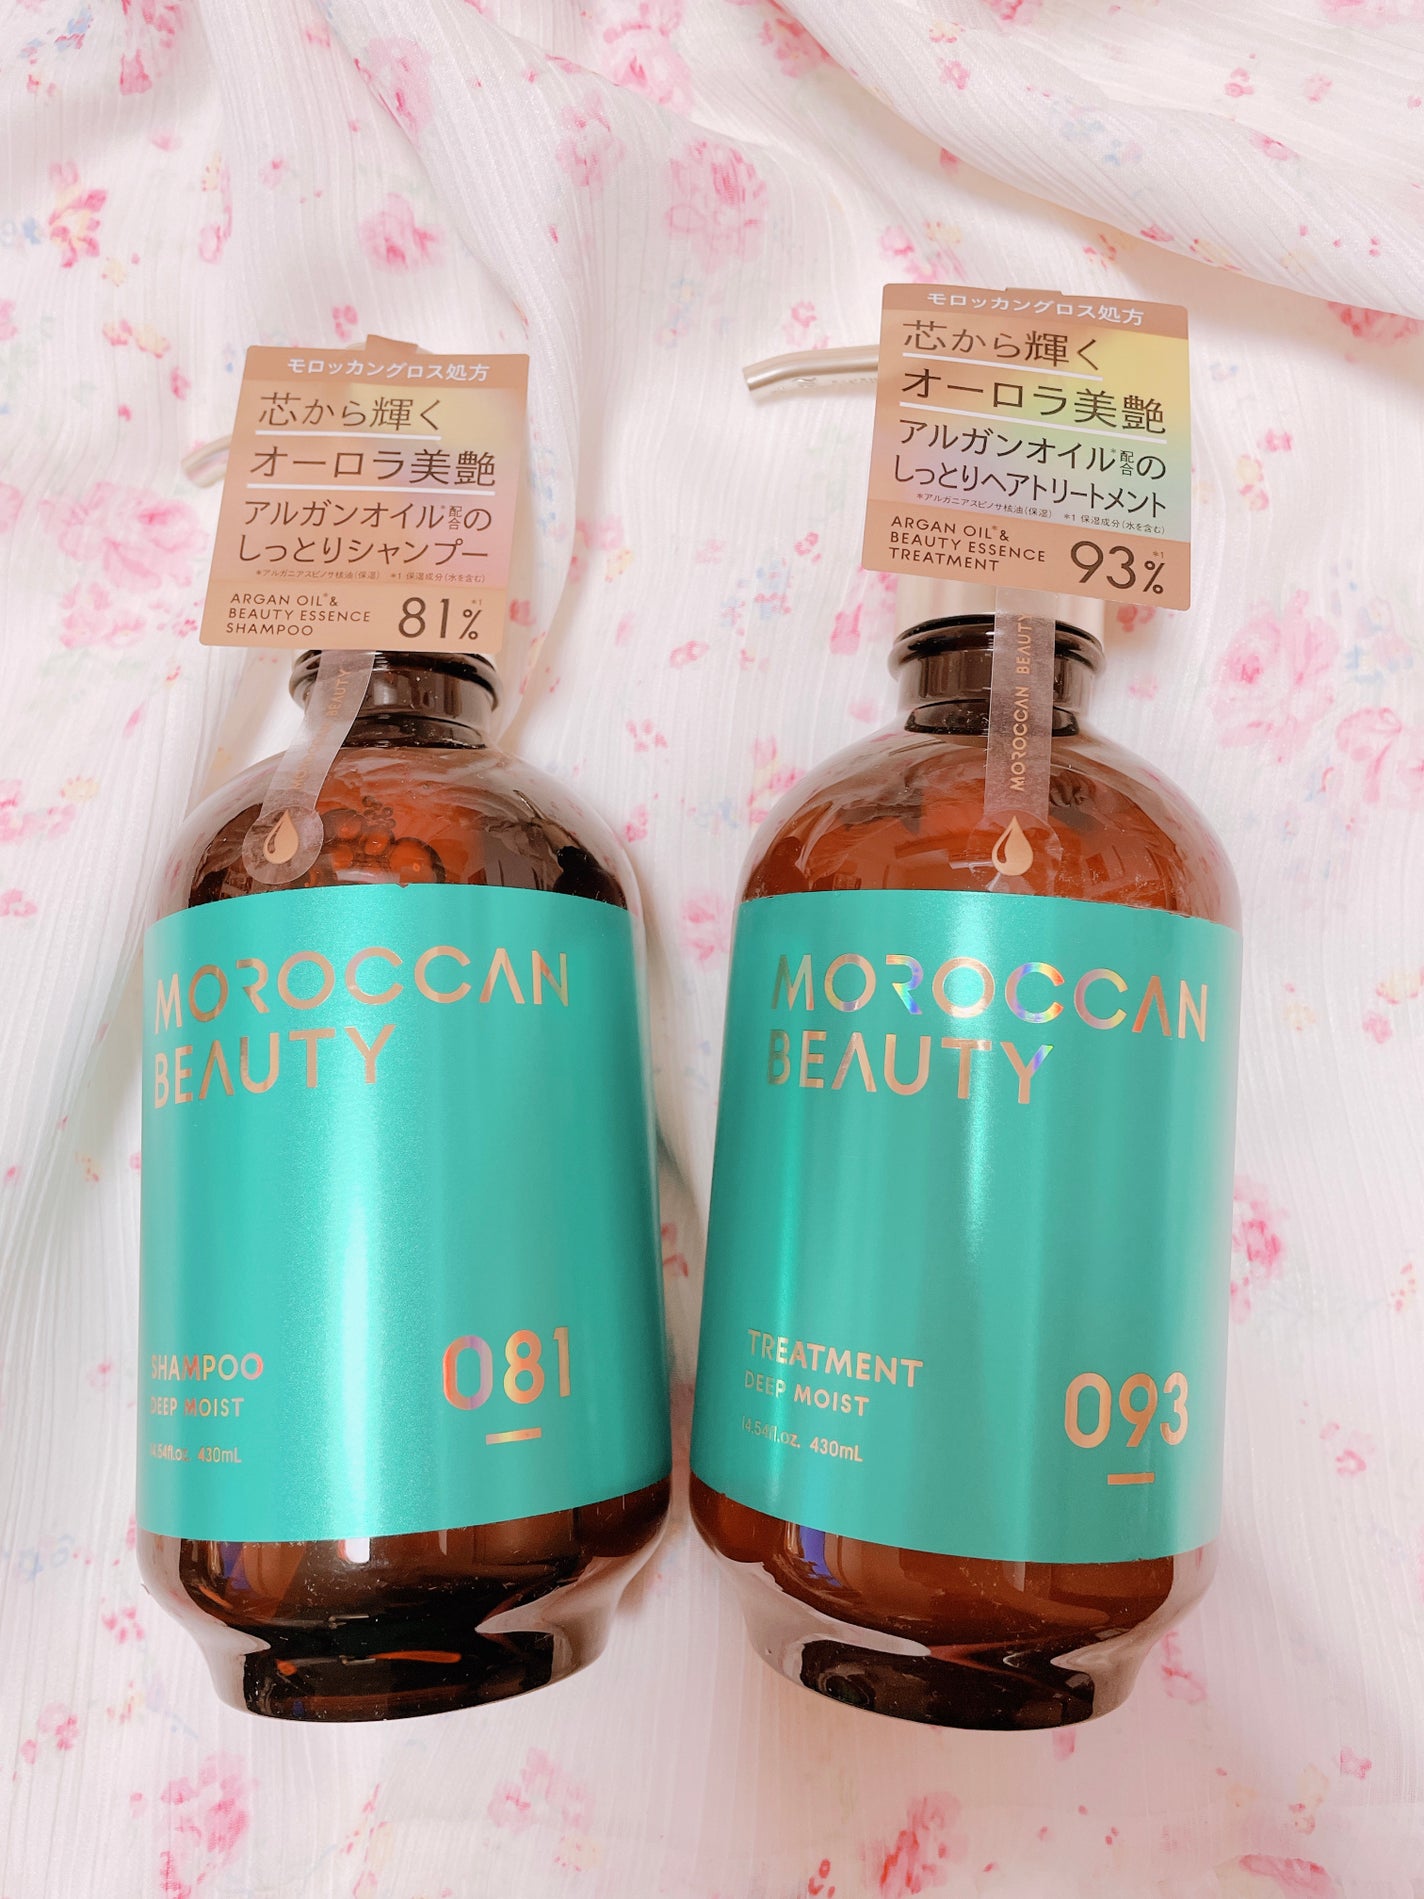 モロッカングロス処方
芯から輝く
オーロラ美艶
アルガンオイル*配合の
しっとりシャンプー
*アルガニアスピノサ核油(保湿) *1 保湿成分(水を含む)
ARGAN OIL*&
BEAUTY ESSENCE
SHAMPOO
81%*1
MOROCCAN BEAUTY
MOROCCAN
BEAUTY
SHAMPOO
DEEP MOIST
14.54fl.oz. 430mL
081
モロッカングロス処方
芯から輝く
オーロラ美艶
アルガンオイル*配合の
しっとりヘアトリートメント
*アルガニアスピノサ核油(保湿) *1 保湿成分(水を含む)
ARGAN OIL*&
BEAUTY ESSENCE
TREATMENT
93%*1
MOROCCAN BEAUTY
MOROCCAN
BEAUTY
TREATMENT
DEEP MOIST
14.54fl.oz. 430mL
093